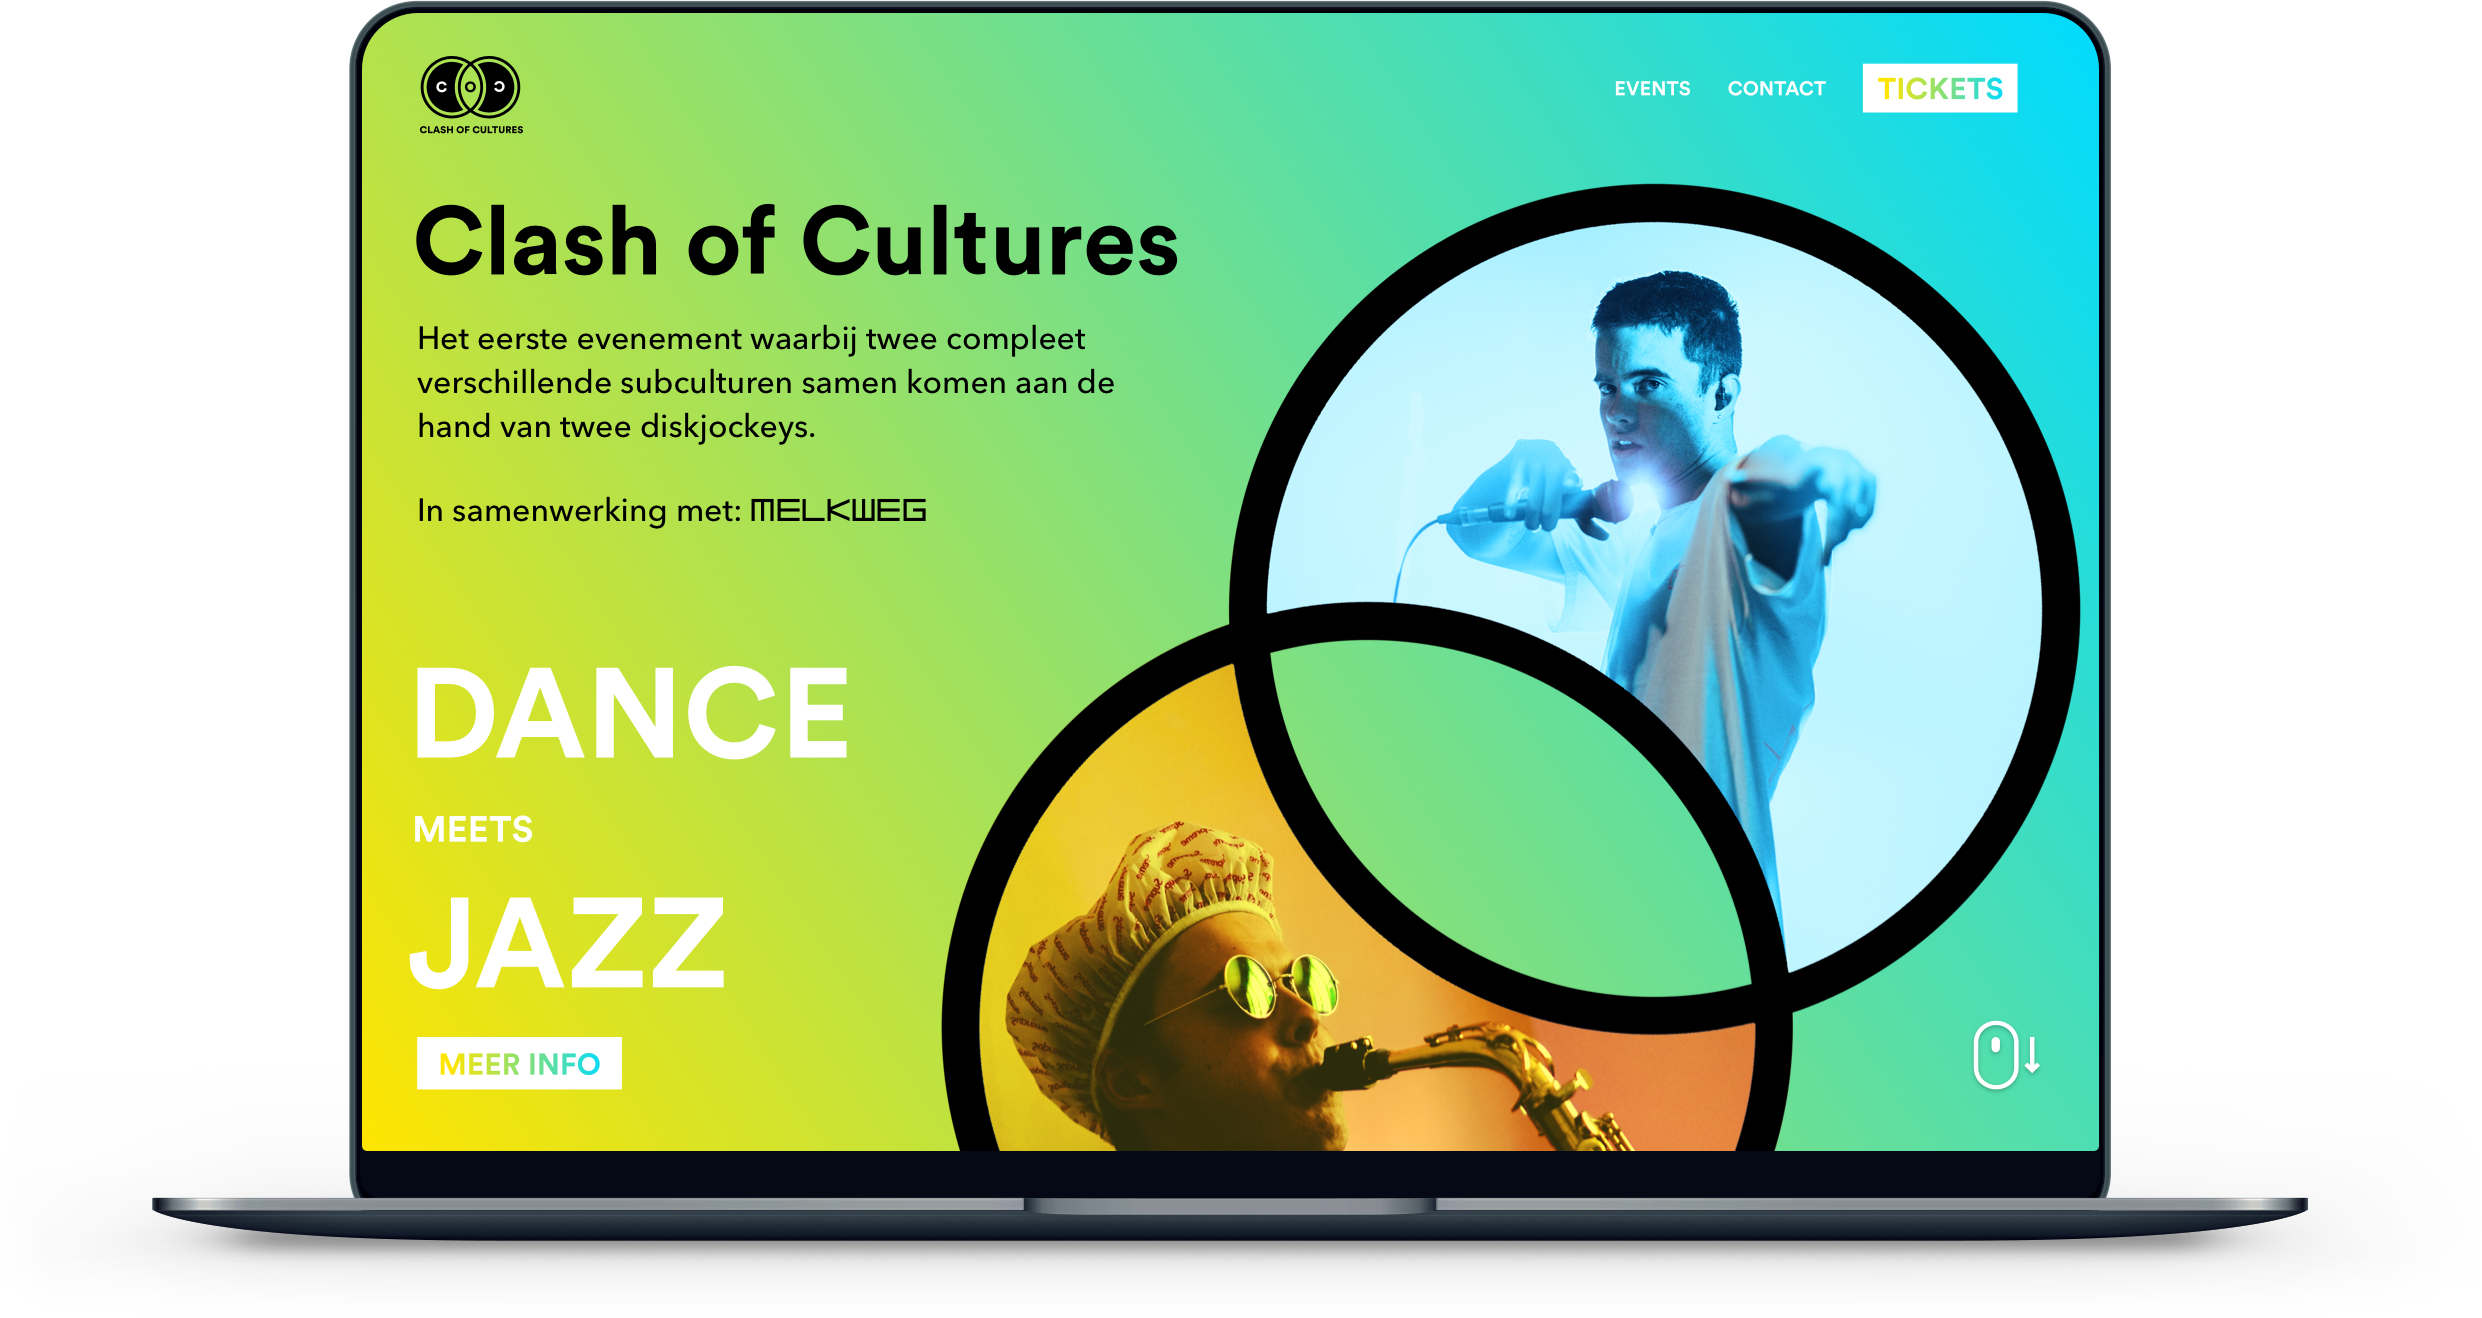 C O C
CLASH OF CULTURES
EVENTS
CONTACT
TICKETS
Clash of Cultures
Het eerste evenement waarbij twee compleet
verschillende subculturen samen komen aan de
hand van twee diskjockeys.
In samenwerking met: MELKWEG
DANCE
MEETS
JAZZ
MEER INFO